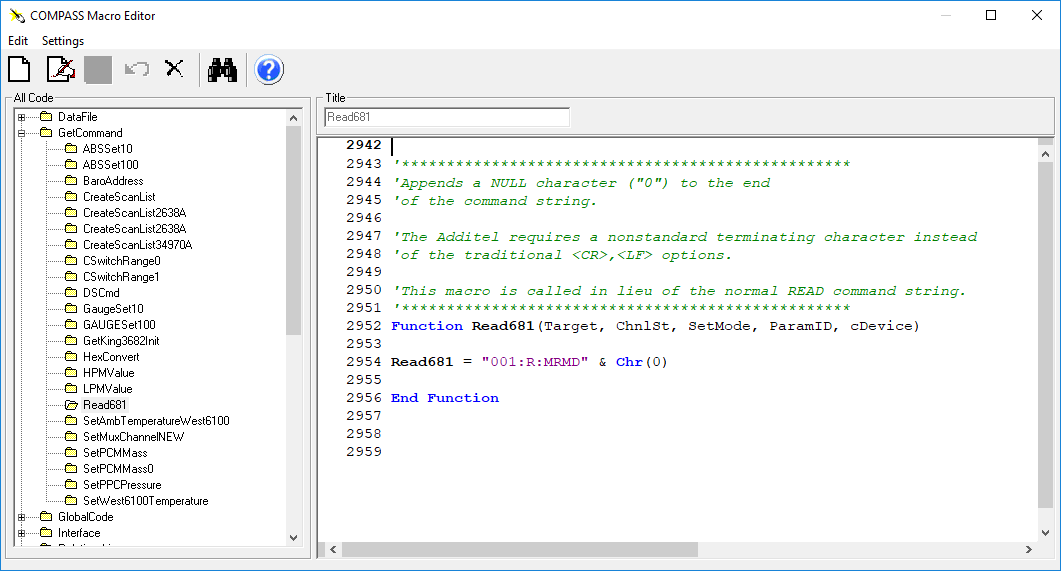 COMPASS Macro Editor
Edit Settings
All Code
DataFile
GetCommand
ABSSet10
ABSSet100
BaroAddress
CreateScanList
CreateScanList2638A
CreateScanList2638A
CreateScanList34970A
CSwitchRange0
CSwitchRange1
DSCmd
GaugeSet10
GAUGESet100
GetKing3682Init
HexConvert
HPMValue
LPMValue
Read681
SetAmbTemperatureWest6100
SetMuxChannelNEW
SetPCMMass
SetPCMMass0
SetPPCPressure
SetWest6100Temperature
GlobalCode
Interface
Title
Read681
2942
2943 '**************************************************
2944 'Appends a NULL character ("0") to the end
2945 'of the command string.
2946
2947 'The Additel requires a nonstandard terminating character instead
2948 'of the traditional <CR>,<LF> options.
2949
2950 'This macro is called in lieu of the normal READ command string.
2951 '**************************************************
2952 Function Read681(Target, ChnlSt, SetMode, ParamID, cDevice)
2953
2954 Read681 = "001:R:MRMD" & Chr(0)
2955
2956 End Function
2957
2958
2959